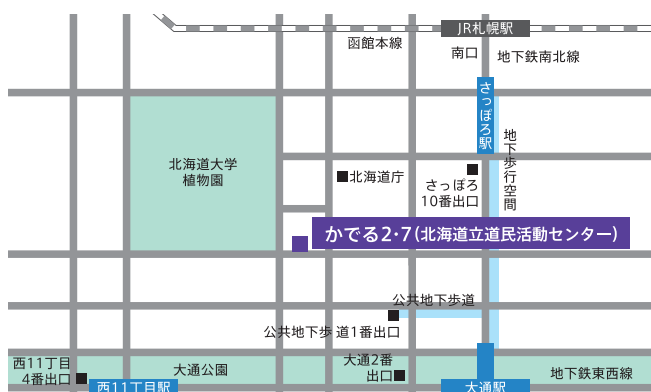 JR札幌駅
函館本線
南口
地下鉄南北線
さっぽろ駅
地下歩行空間
北海道大学
植物園
北海道庁
さっぽろ
10番出口
かでる2・7(北海道立道民活動センター)
公共地下歩道
公共地下歩 道1番出口
西11丁目
4番出口
大通公園
大通2番
出口
地下鉄東西線
西11丁目駅
大通駅